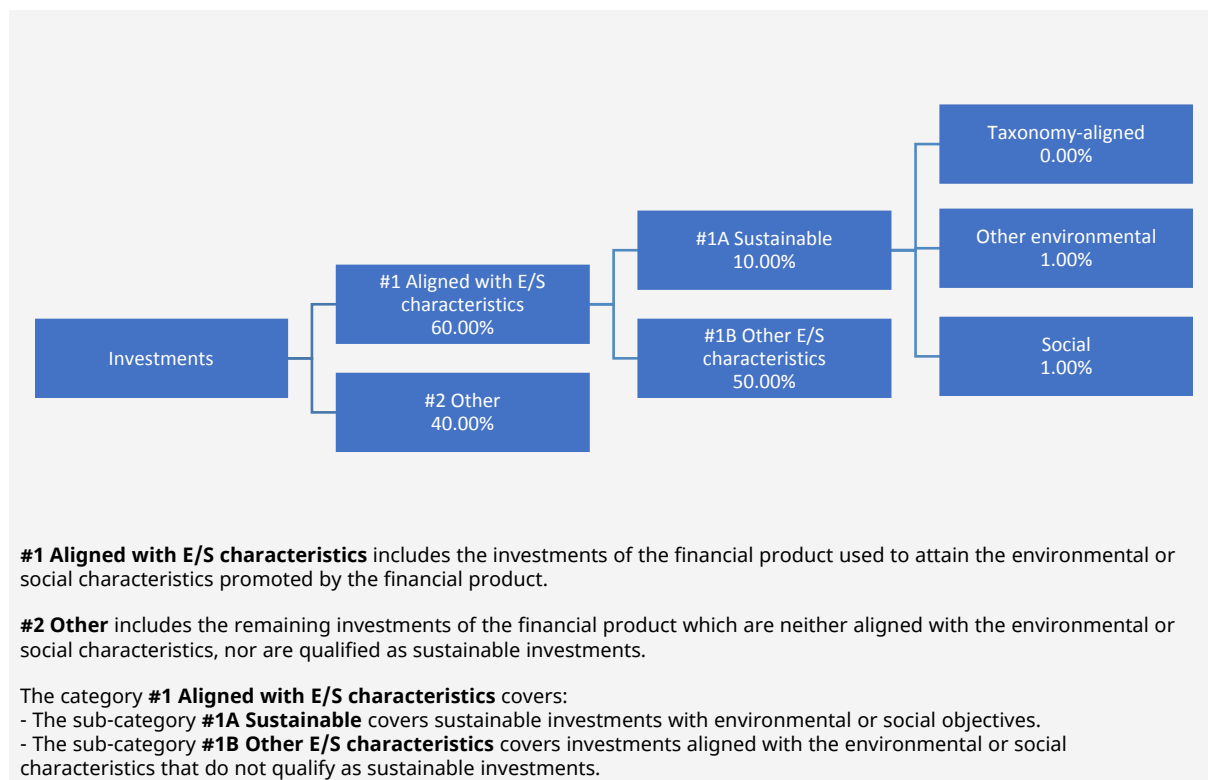 Taxonomy-aligned
0.00%
#1A Sustainable
10.00%
Other environmental
1.00%
#1 Aligned with E/S
characteristics
60.00%
Investments
#1B Other E/S
characteristics
50.00%
Social
1.00%
#2 Other
40.00%
#1 Aligned with E/S characteristics includes the investments of the financial product used to attain the environmental or
social characteristics promoted by the financial product.
#2 Other includes the remaining investments of the financial product which are neither aligned with the environmental or
social characteristics, nor are qualified as sustainable investments.
The category #1 Aligned with E/S characteristics covers:
- The sub-category #1A Sustainable covers sustainable investments with environmental or social objectives.
- The sub-category #1B Other E/S characteristics covers investments aligned with the environmental or social
characteristics that do not qualify as sustainable investments.